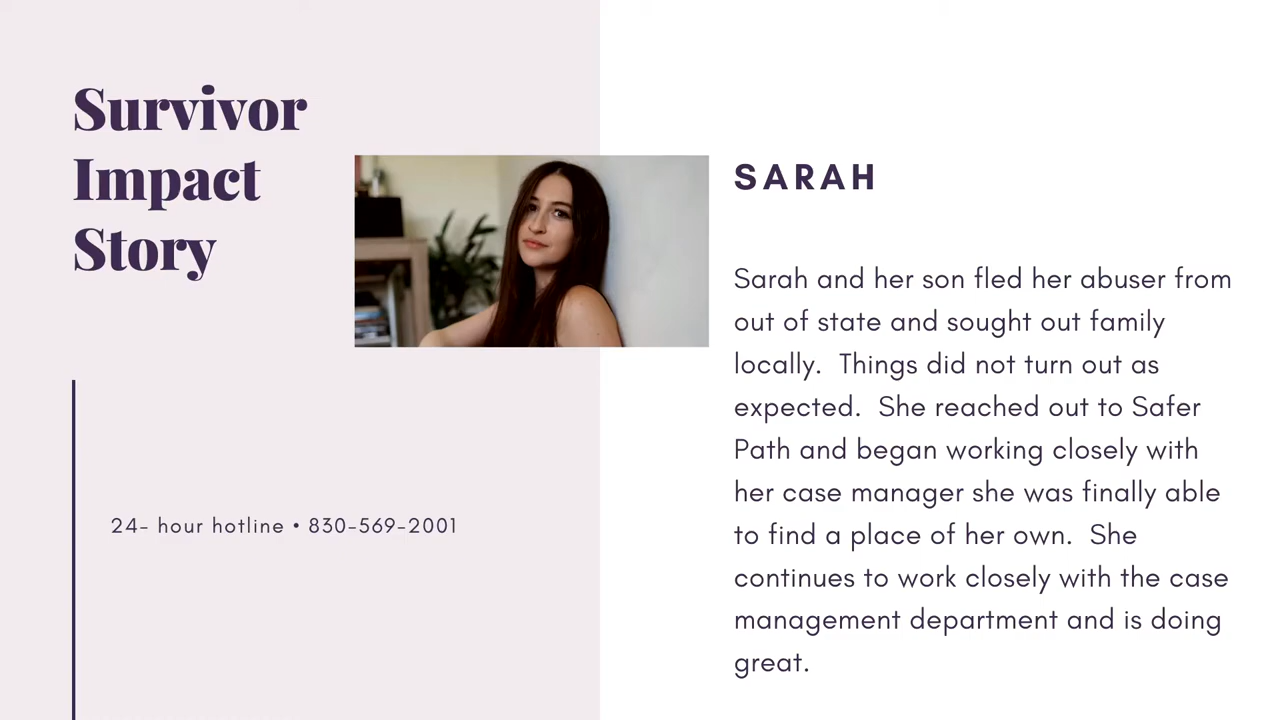 Survivor
Impact
Story
24- hour hotline • 830-569-2001
SARAH
Sarah and her son fled her abuser from
out of state and sought out family
locally.  Things did not turn out as
expected.  She reached out to Safer
Path and began working closely with
her case manager she was finally able
to find a place of her own.  She
continues to work closely with the case
management department and is doing
great.